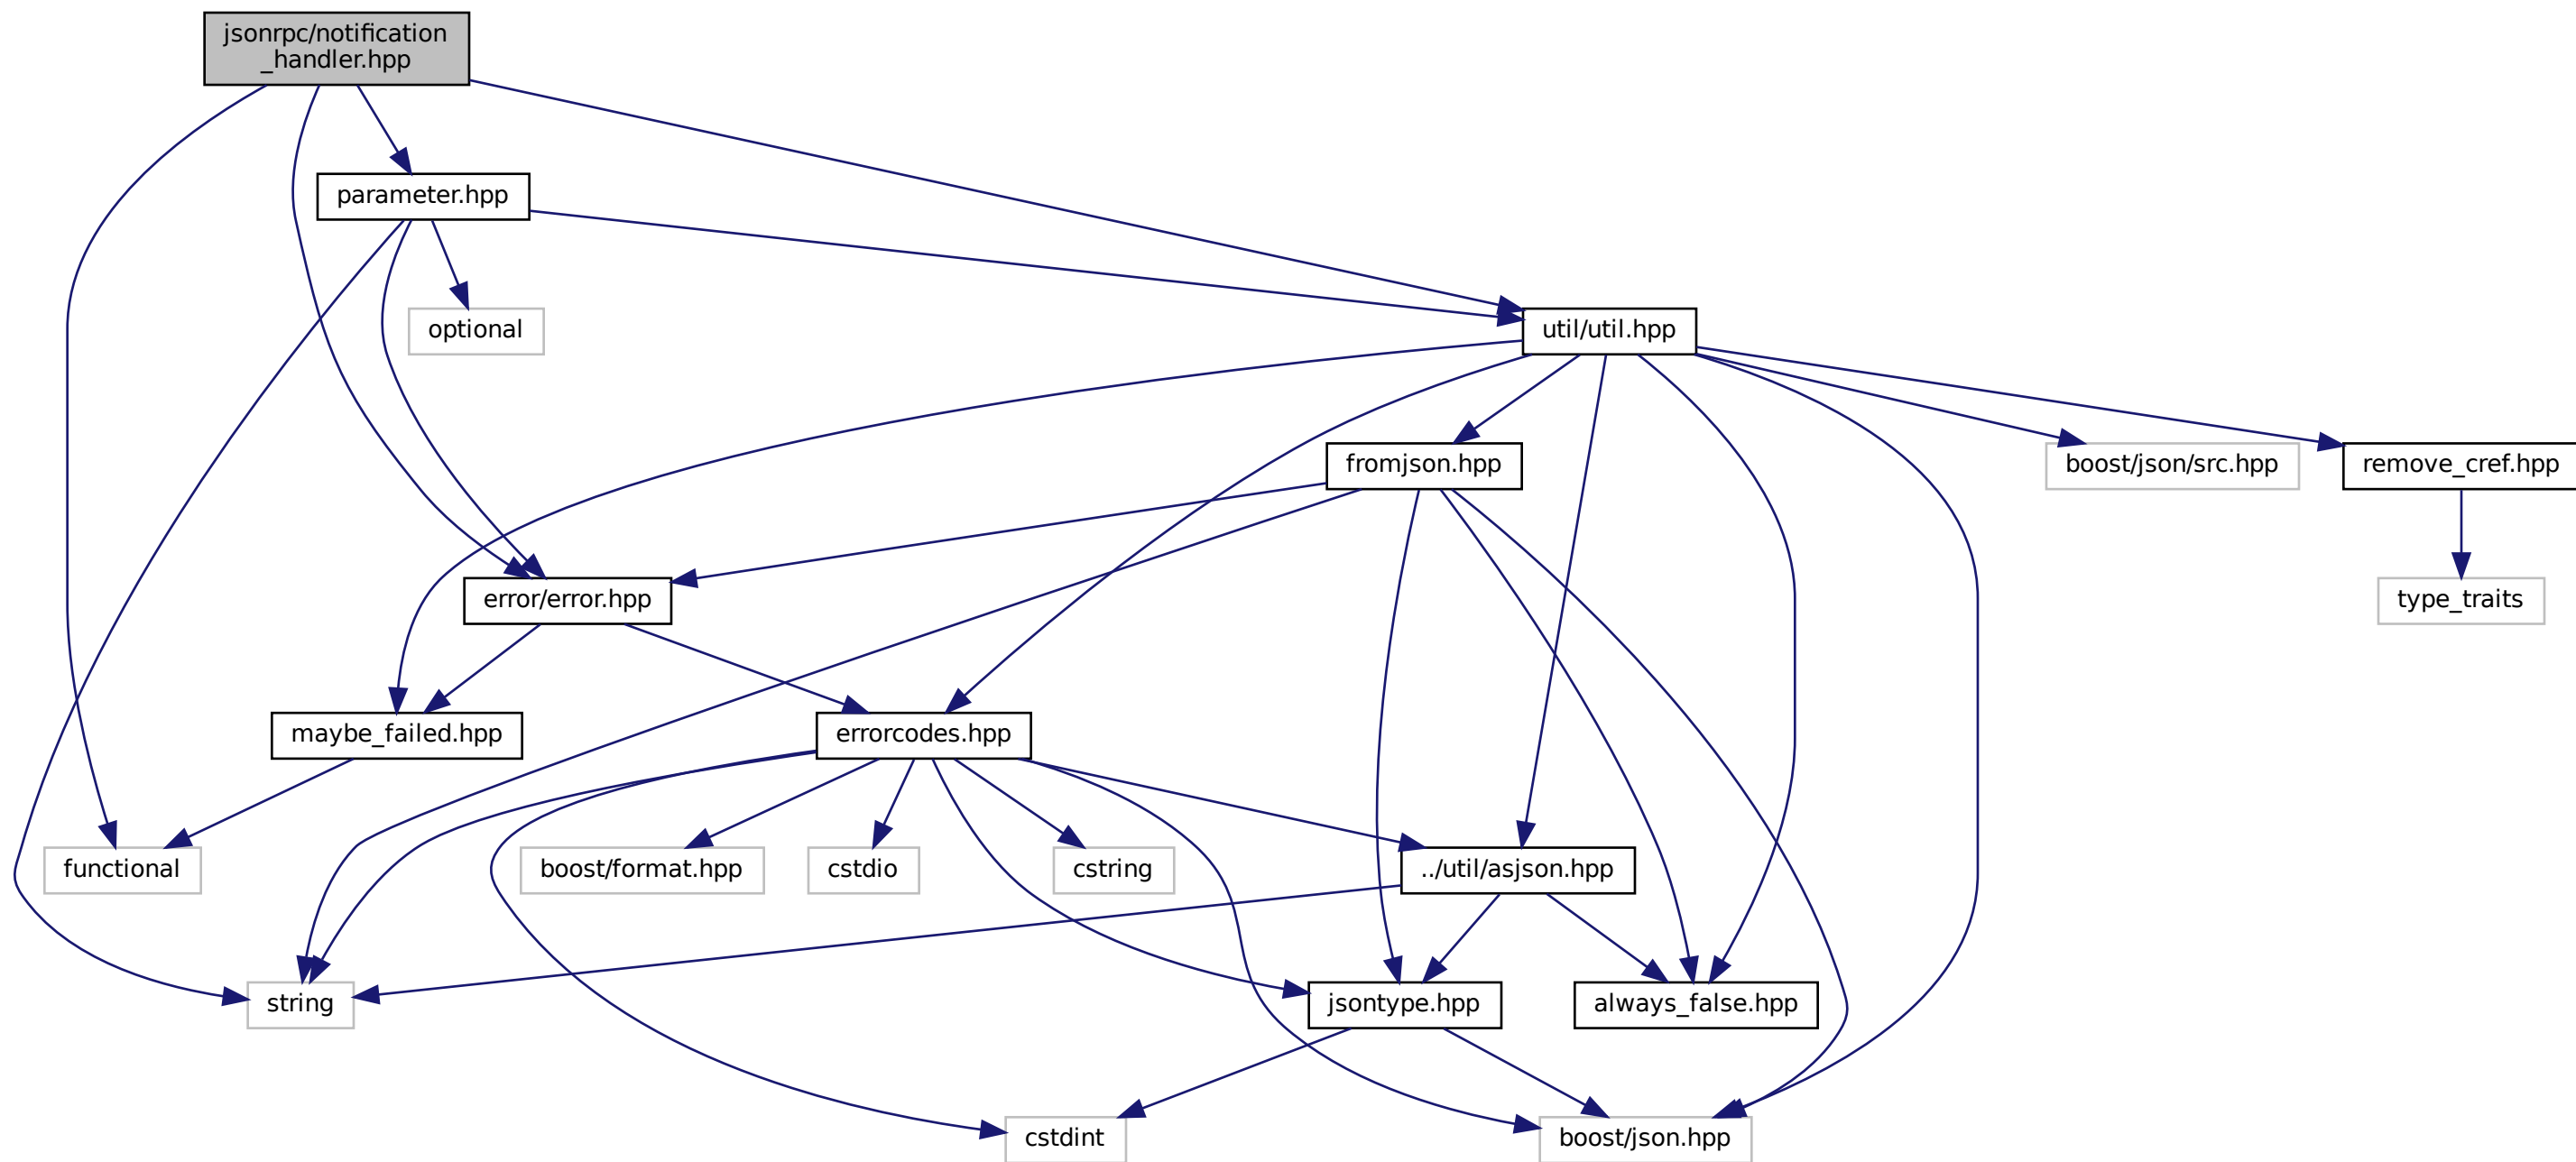 jsonrpc/notification
_handler.hpp
parameter.hpp
optional
util/util.hpp
fromjson.hpp
boost/json/src.hpp
remove_cref.hpp
error/error.hpp
type_traits
maybe_failed.hpp
errorcodes.hpp
functional
boost/format.hpp
cstdio
cstring
../util/asjson.hpp
string
jsontype.hpp
always_false.hpp
cstdint
boost/json.hpp